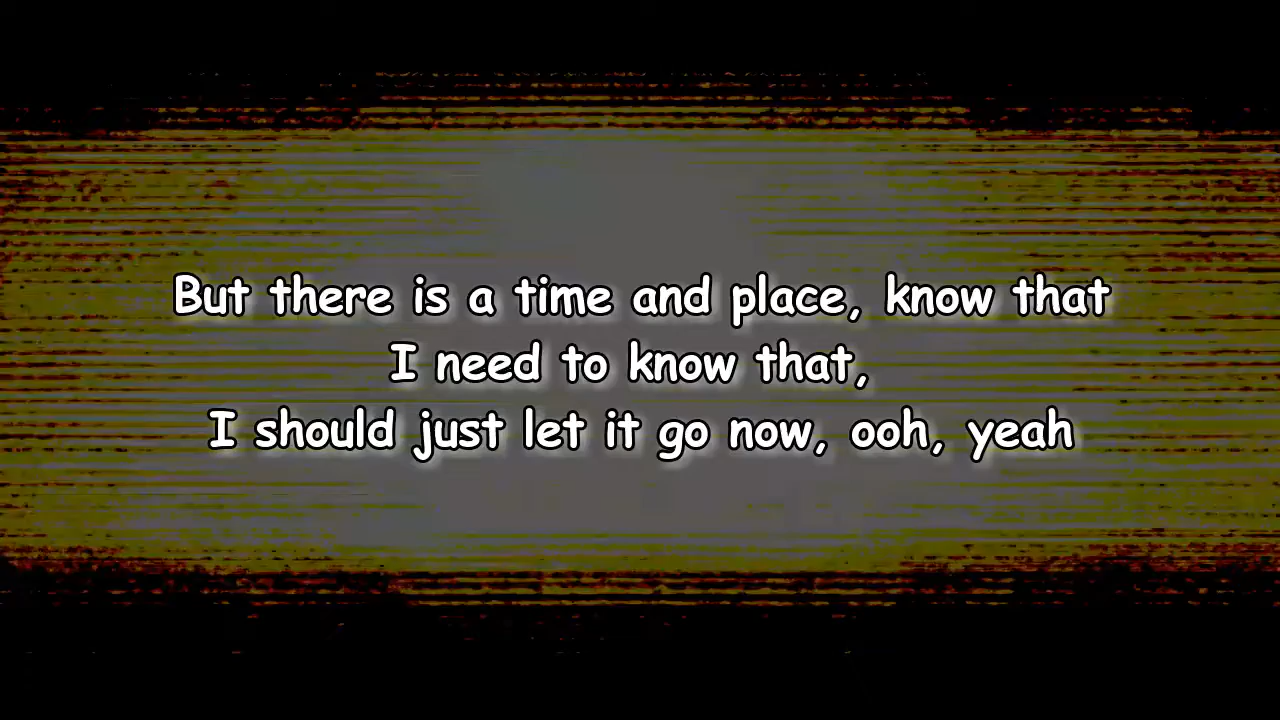 But there is a time and place, know that
I need to know that,
I should just let it go now, ooh, yeah